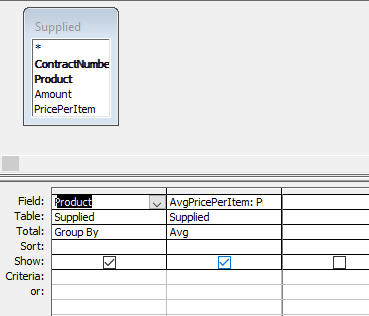 Supplied
*
ContractNumbe
Product
Amount
PricePerItem
Field: Product AvgPricePerItem: P
Table: Supplied Supplied
Total: Group By Avg
Sort:
Show:
Criteria:
or: